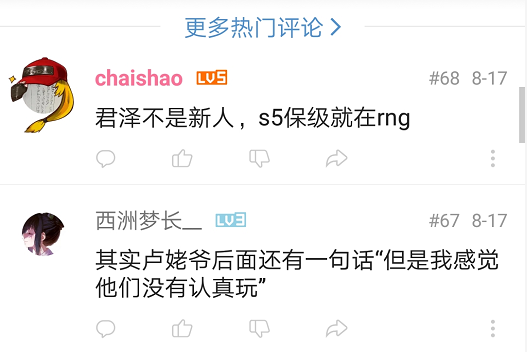 更多热门评论 >
chaishao LV5 #68 8-17
君泽不是新人，s5保级就在rng
西洲梦长__ LV3 #67 8-17
其实卢姥爷后面还有一句话“但是我感觉
他们没有认真玩”